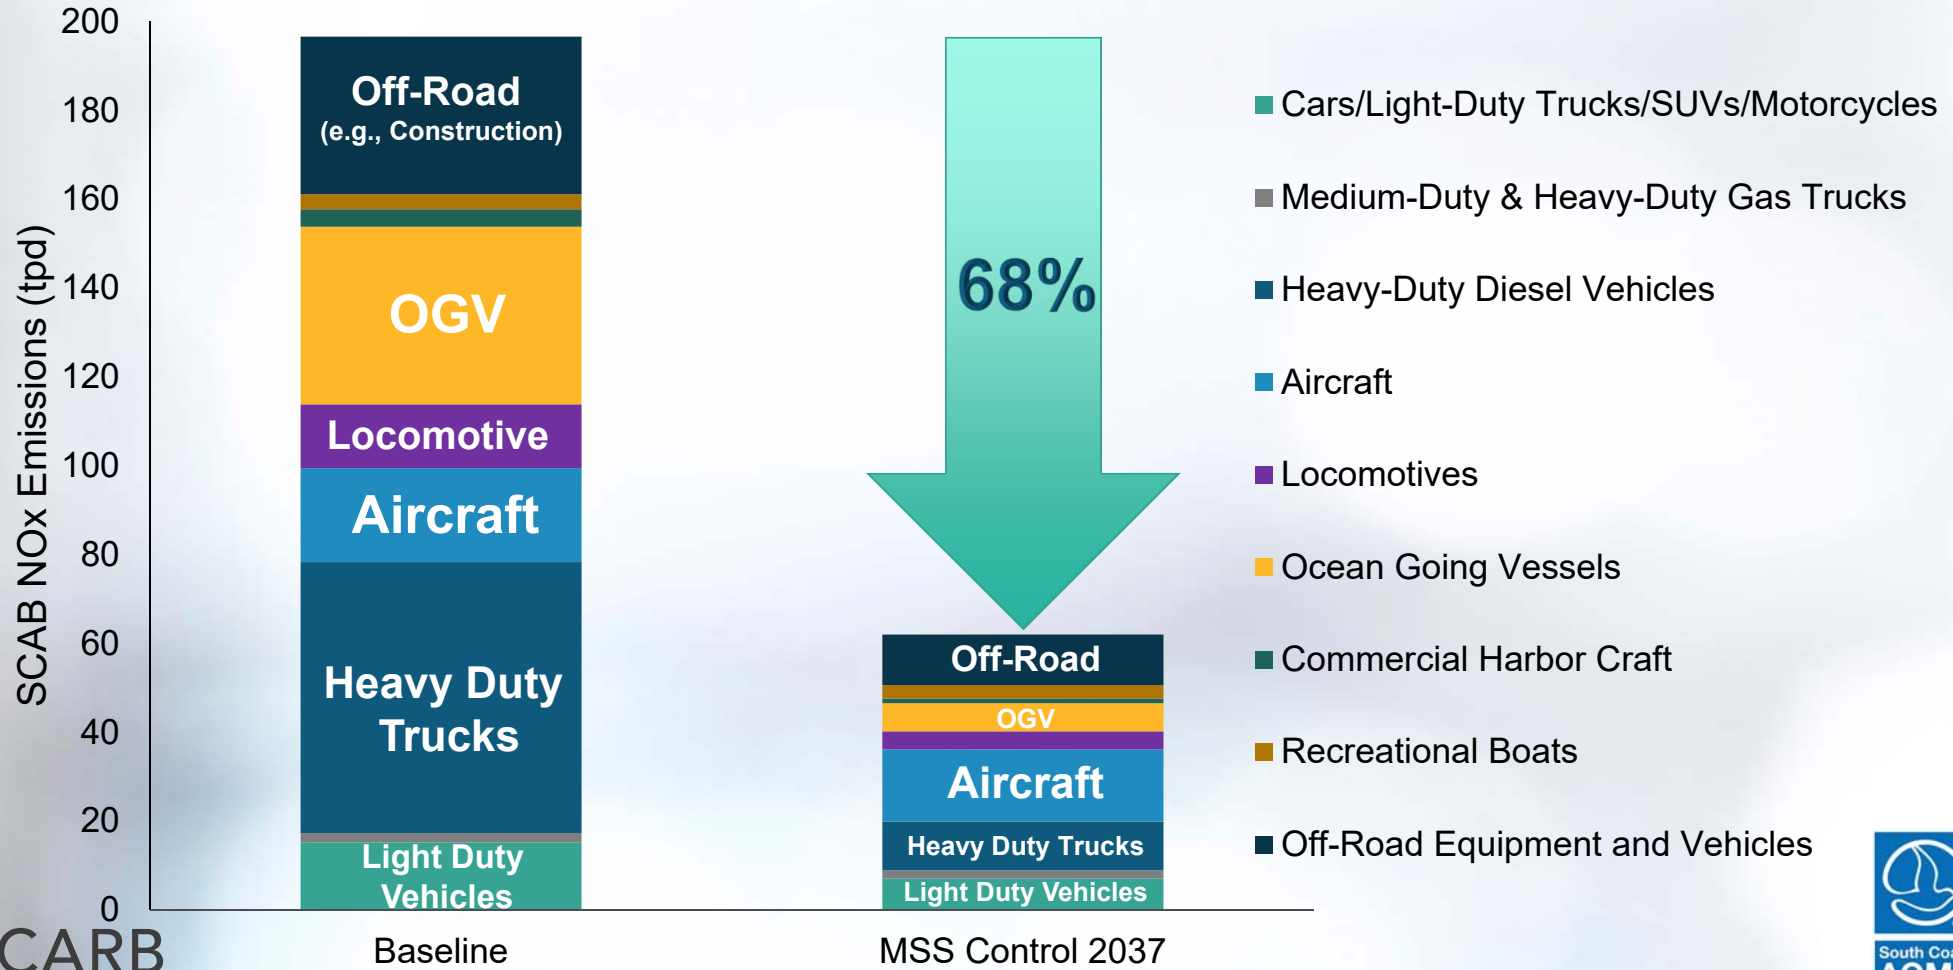 SCAB NOx Emissions (tpd)
200
180
160
140
120
100
80
60
40
20
0
Off-Road
(e.g., Construction)
OGV
Locomotive
Aircraft
Heavy Duty
Trucks
Light Duty
Vehicles
Baseline
68%
Off-Road
OGV
Aircraft
Heavy Duty Trucks
Light Duty Vehicles
MSS Control 2037
Cars/Light-Duty Trucks/SUVs/Motorcycles
Medium-Duty & Heavy-Duty Gas Trucks
Heavy-Duty Diesel Vehicles
Aircraft
Locomotives
Ocean Going Vessels
Commercial Harbor Craft
Recreational Boats
Off-Road Equipment and Vehicles
CARB
South